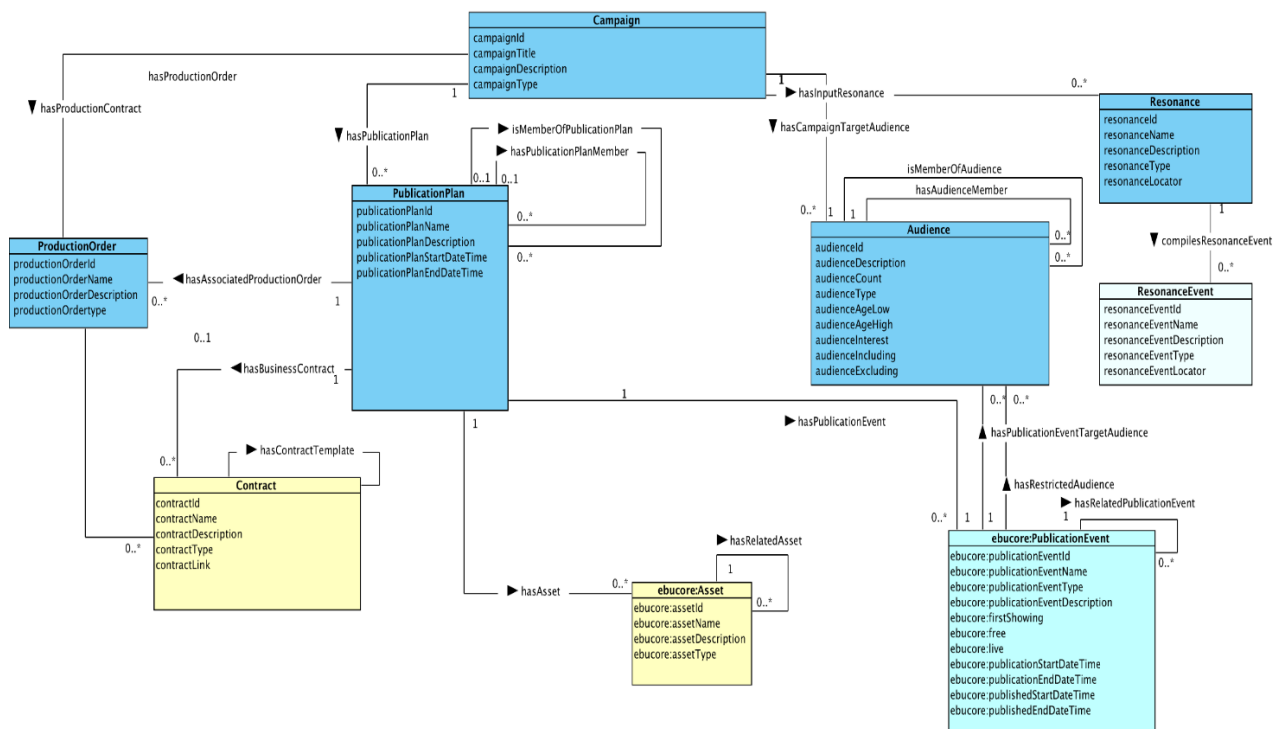 Campaign
campaignId
campaignTitle
campaignDescription
campaignType
hasProductionOrder
▼ hasProductionContract
1
▼ hasPublicationPlan
0..*
1
▶ hasInputResonance
0..*
▼ hasCampaignTargetAudience
0..*
Resonance
resonanceId
resonanceName
resonanceDescription
resonanceType
resonanceLocator
1
▼ compilesResonanceEvent
0..*
ResonanceEvent
resonanceEventId
resonanceEventName
resonanceEventDescription
resonanceEventType
resonanceEventLocator
▶ isMemberOfPublicationPlan
▶ hasPublicationPlanMember
0..1
0..1
0..*
0..*
PublicationPlan
publicationPlanId
publicationPlanName
publicationPlanDescription
publicationPlanStartDateTime
publicationPlanEndDateTime
isMemberOfAudience
hasAudienceMember
1
1
0..*
0..*
Audience
audienceId
audienceDescription
audienceCount
audienceType
audienceAgeLow
audienceAgeHigh
audienceInterest
audienceIncluding
audienceExcluding
ProductionOrder
productionOrderId
productionOrderName
productionOrderDescription
productionOrdertype
◀ hasAssociatedProductionOrder
0..*
1
0..1
◀ hasBusinessContract
1
0..*
▶ hasContractTemplate
Contract
contractId
contractName
contractDescription
contractType
contractLink
0..*
1
1
▶ hasPublicationEvent
0..*
0..*
0..*
▲ hasPublicationEventTargetAudience
▲ hasRestrictedAudience
1
1
▶ hasRelatedPublicationEvent
1
0..*
▶ hasAsset
0..*
▶ hasRelatedAsset
1
0..*
ebucore:Asset
ebucore:assetId
ebucore:assetName
ebucore:assetDescription
ebucore:assetType
ebucore:PublicationEvent
ebucore:publicationEventId
ebucore:publicationEventName
ebucore:publicationEventType
ebucore:publicationEventDescription
ebucore:firstShowing
ebucore:free
ebucore:live
ebucore:publicationStartDateTime
ebucore:publicationEndDateTime
ebucore:publishedStartDateTime
ebucore:publishedEndDateTime